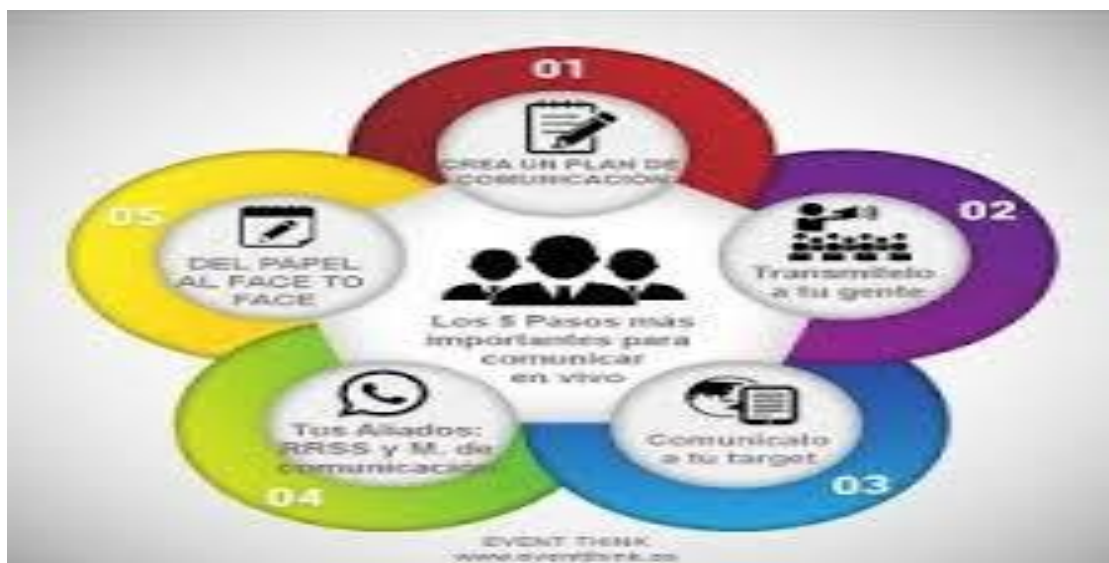 01
CREA UN PLAN DE
COMUNICACIÓN
02
Transmítelo
a tu gente
03
Comunícalo
a tu target
04
Tus Aliados:
RRSS y M. de
comunicación
05
DEL PAPEL
AL FACE TO
FACE
Los 5 Pasos más
importantes para
comunicar
en vivo
EVENT THINK